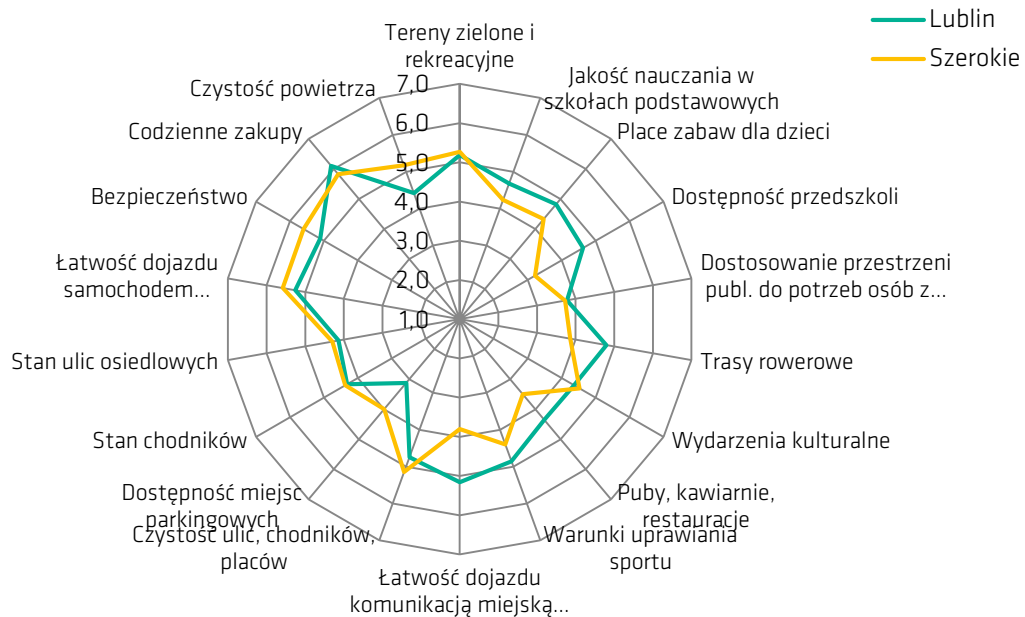 Lublin
Szerokie
Tereny zielone i
rekreacyjne
Jakość nauczania w
szkołach podstawowych
Place zabaw dla dzieci
Dostępność przedszkoli
Dostosowanie przestrzeni
publ. do potrzeb osób z...
Trasy rowerowe
Wydarzenia kulturalne
Puby, kawiarnie,
restauracje
Warunki uprawiania
sportu
Łatwość dojazdu
komunikacją miejską...
Czystość ulic, chodników,
placów
Dostępność miejsc
parkingowych
Stan chodników
Stan ulic osiedlowych
Łatwość dojazdu
samochodem...
Bezpieczeństwo
Codzienne zakupy
Czystość powietrza
7,0
6,0
5,0
4,0
3,0
2,0
1,0